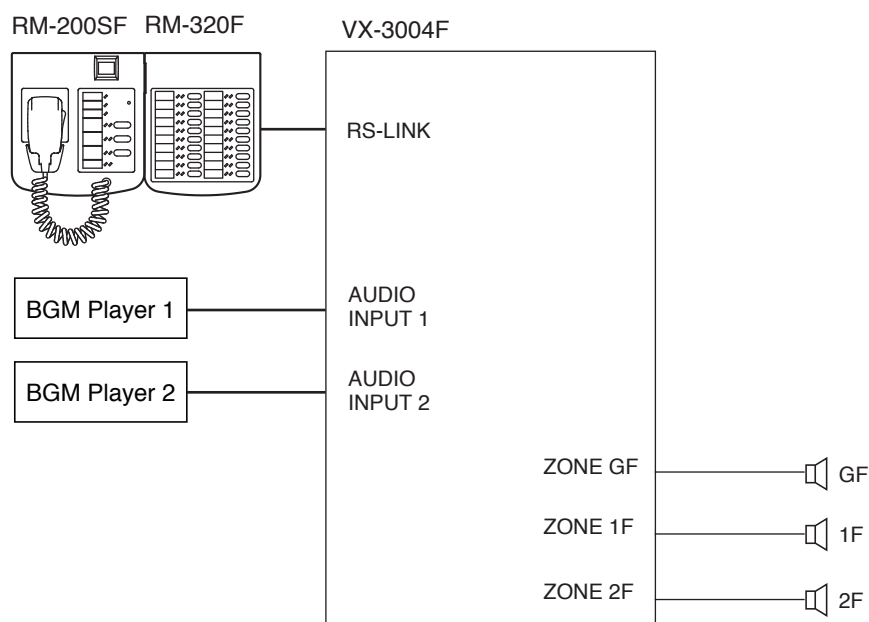 RM-200SF RM-320F VX-3004F
RS-LINK
BGM Player 1
AUDIO
INPUT 1
BGM Player 2
AUDIO
INPUT 2
ZONE GF
GF
ZONE 1F
1F
ZONE 2F
2F